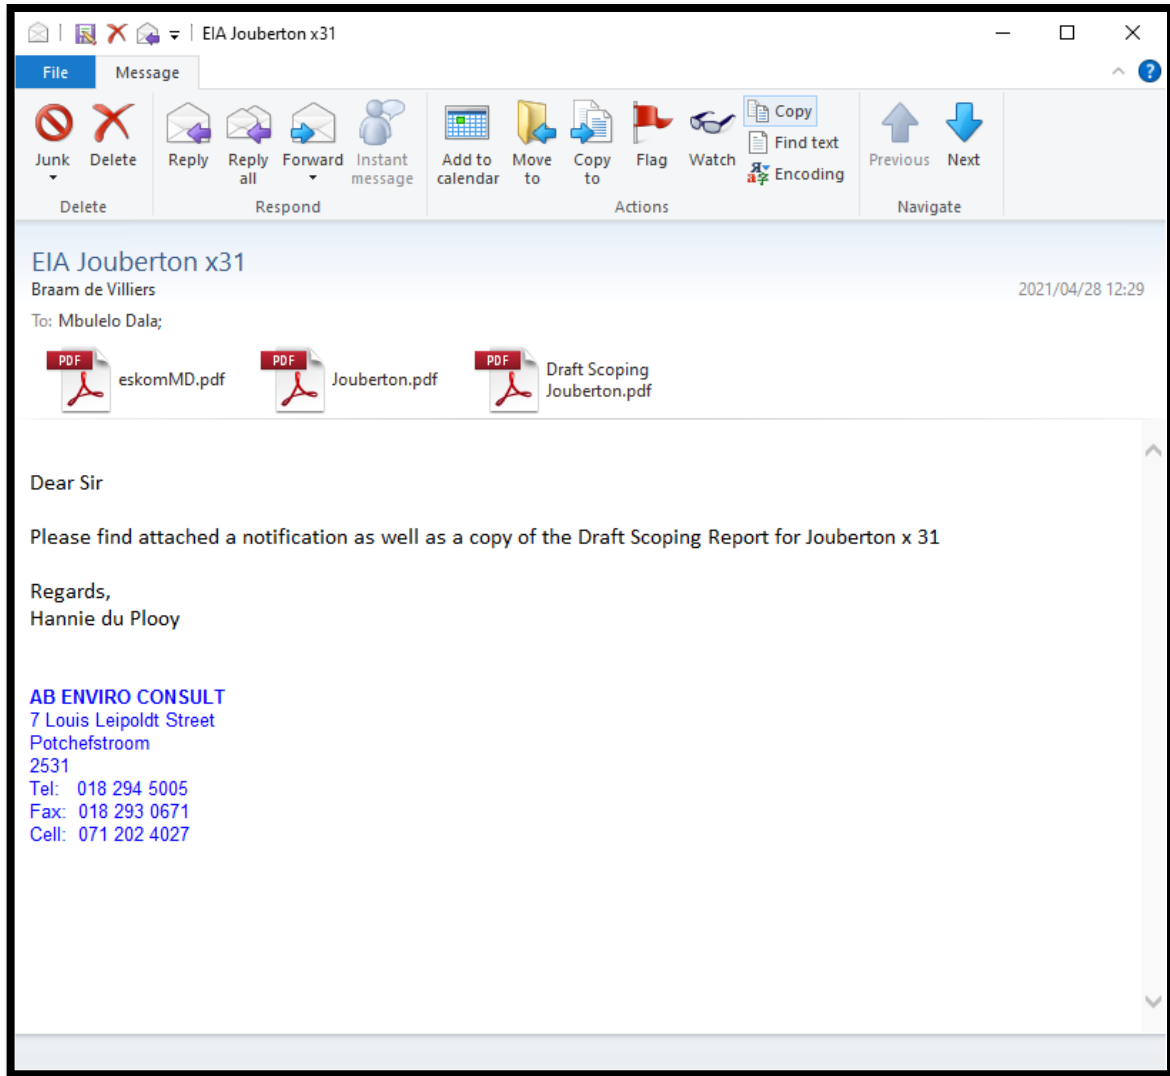 EIA Jouberton x31
File Message
Junk Delete Reply Reply all Forward Instant message Add to calendar Move to Copy to Flag Watch Copy Find text Encoding Previous Next
Delete Respond Actions Navigate
EIA Jouberton x31
Braam de Villiers 2021/04/28 12:29
To: Mbulelo Dala;
PDF eskomMD.pdf PDF Jouberton.pdf PDF Draft Scoping Jouberton.pdf
Dear Sir
Please find attached a notification as well as a copy of the Draft Scoping Report for Jouberton x 31
Regards,
Hannie du Plooy
AB ENVIRO CONSULT
7 Louis Leipoldt Street
Potchefstroom
2531
Tel: 018 294 5005
Fax: 018 293 0671
Cell: 071 202 4027